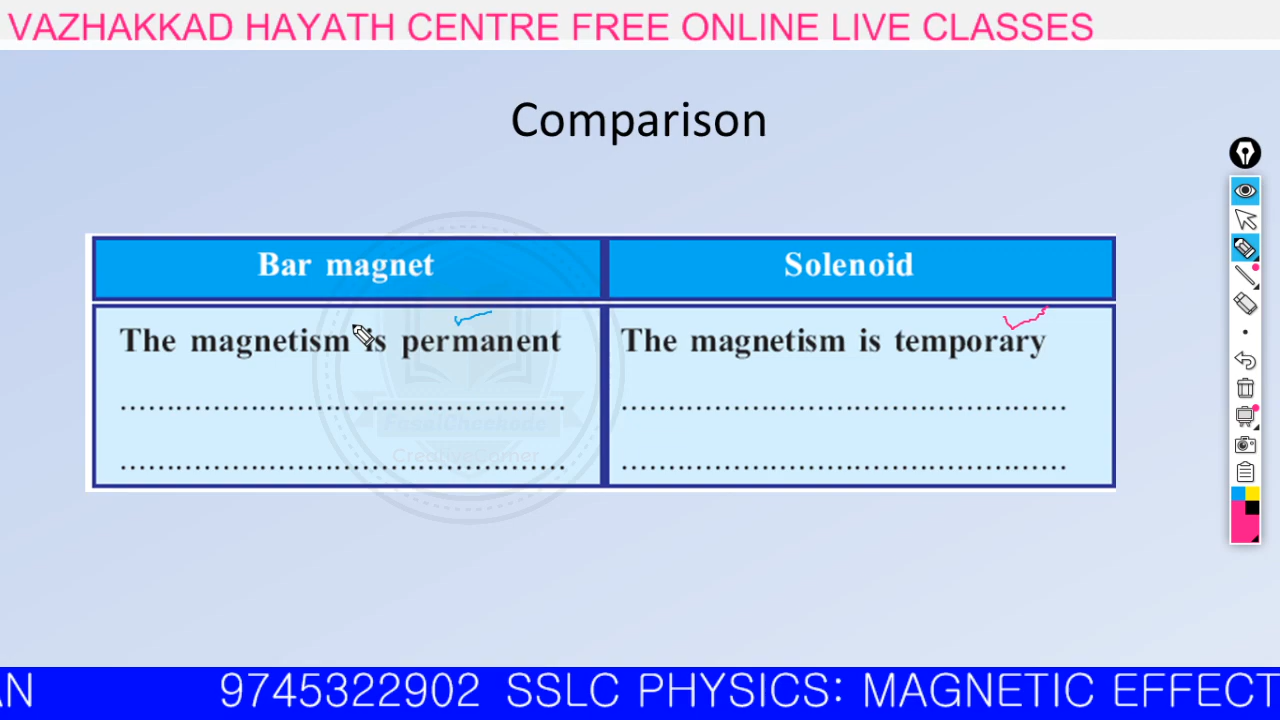 VAZHAKKAD HAYATH CENTRE FREE ONLINE LIVE CLASSES
Comparison
Bar magnet
Solenoid
The magnetism is permanent
The magnetism is temporary
................................................
................................................
................................................
................................................
CreativeCorner
AN 9745322902 SSLC PHYSICS: MAGNETIC EFFECT